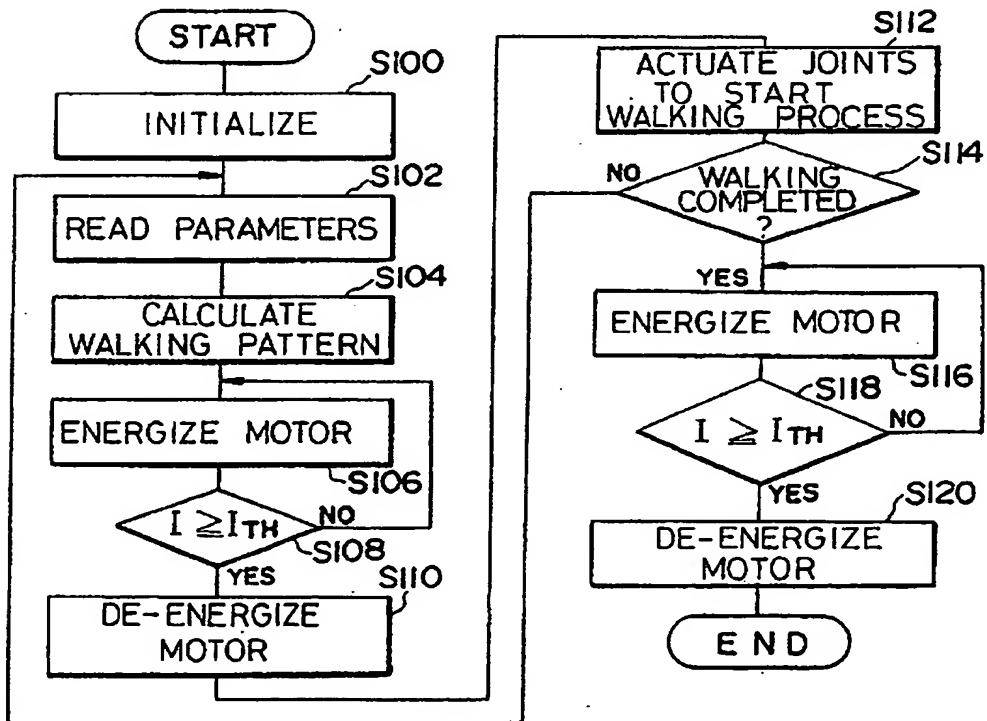 START
S100
INITIALIZE
S102
READ PARAMETERS
S104
CALCULATE
WALKING PATTERN
ENERGIZE MOTOR
S106
I ≧ ITH
NO
S108
YES
S110
DE-ENERGIZE
MOTOR
S112
ACTUATE JOINTS
TO START
WALKING PROCESS
S114
NO
WALKING
COMPLETED
?
YES
ENERGIZE MOTOR
S116
S118
I ≧ ITH
NO
YES
S120
DE-ENERGIZE
MOTOR
END